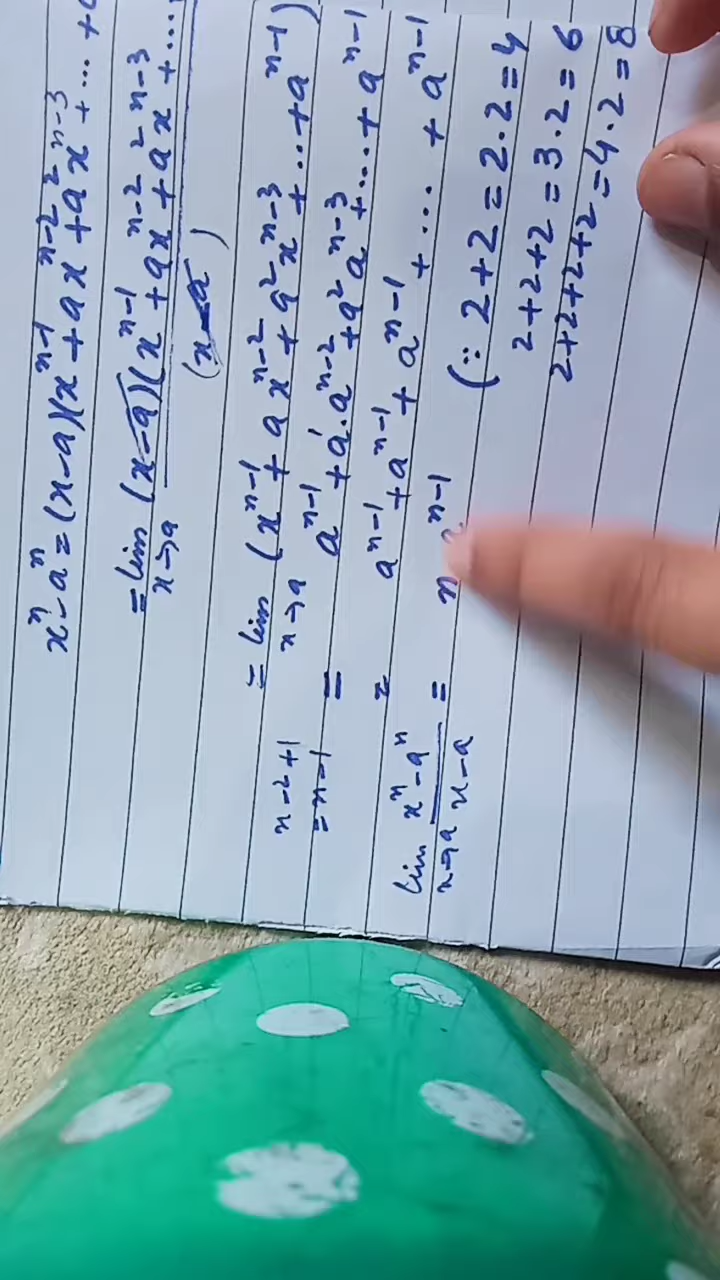 xⁿ-aⁿ=(x-a)(xⁿ⁻¹+axⁿ⁻²+a²xⁿ⁻³+...+
=lim x→a (x-a)(xⁿ⁻¹+axⁿ⁻²+a²xⁿ⁻³+...
(x-a)
=lim x→a (xⁿ⁻¹+axⁿ⁻²+a²xⁿ⁻³+...+aⁿ⁻¹)
n-2+1
=n-1
= aⁿ⁻¹+a¹.aⁿ⁻²+a²aⁿ⁻³+...+aⁿ⁻¹
= aⁿ⁻¹+aⁿ⁻¹+aⁿ⁻¹+...+aⁿ⁻¹
lim x→a xⁿ-aⁿ/x-a = n aⁿ⁻¹ (∵ 2+2=2.2=4
2+2+2=3.2=6
2+2+2+2=4.2=8